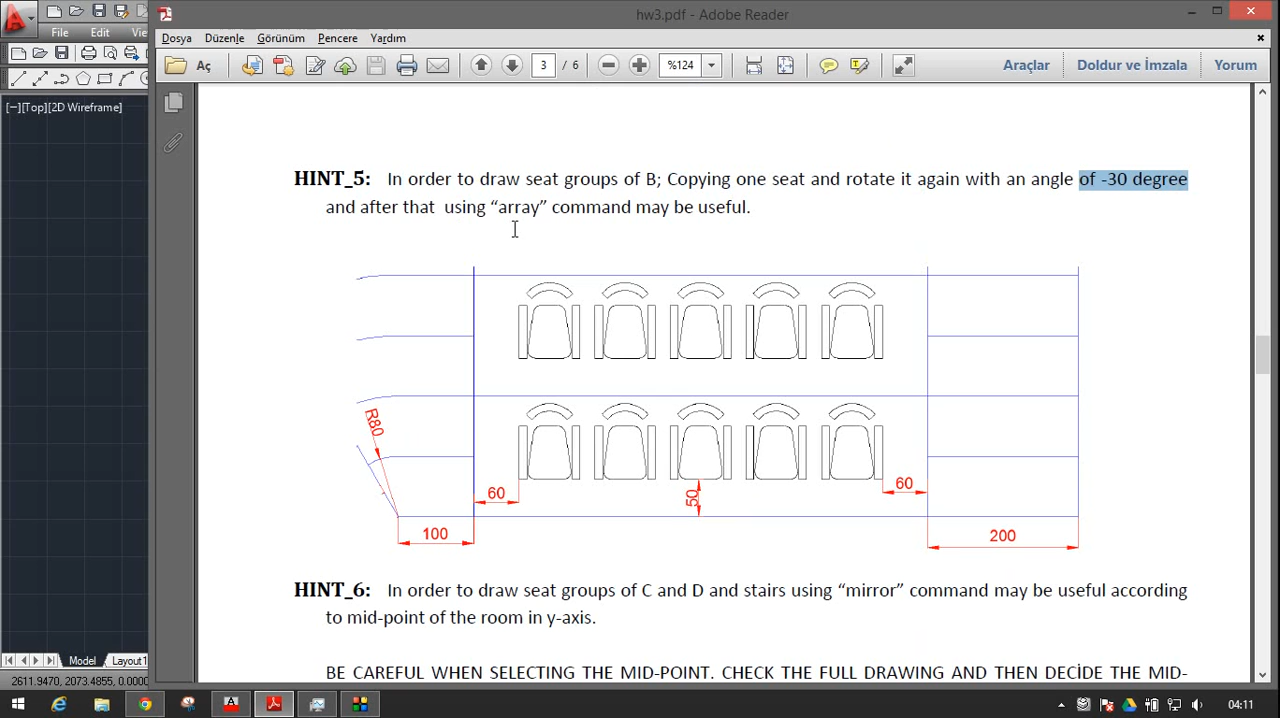 hw3.pdf - Adobe Reader
File Edit
Dosya Düzenle Görünüm Pencere Yardım
Aç 3 / 6 %124 Araçlar Doldur ve İmzala Yorum
[−][Top][2D Wireframe]
HINT_5: In order to draw seat groups of B; Copying one seat and rotate it again with an angle of -30 degree
and after that using “array” command may be useful.
R80
60 50 60
100 200
HINT_6: In order to draw seat groups of C and D and stairs using “mirror” command may be useful according
to mid-point of the room in y-axis.
BE CAREFUL WHEN SELECTING THE MID-POINT. CHECK THE FULL DRAWING AND THEN DECİDE THE MID-
Model Layout1
2611.9470, 2073.4855, 0.0000
04:11